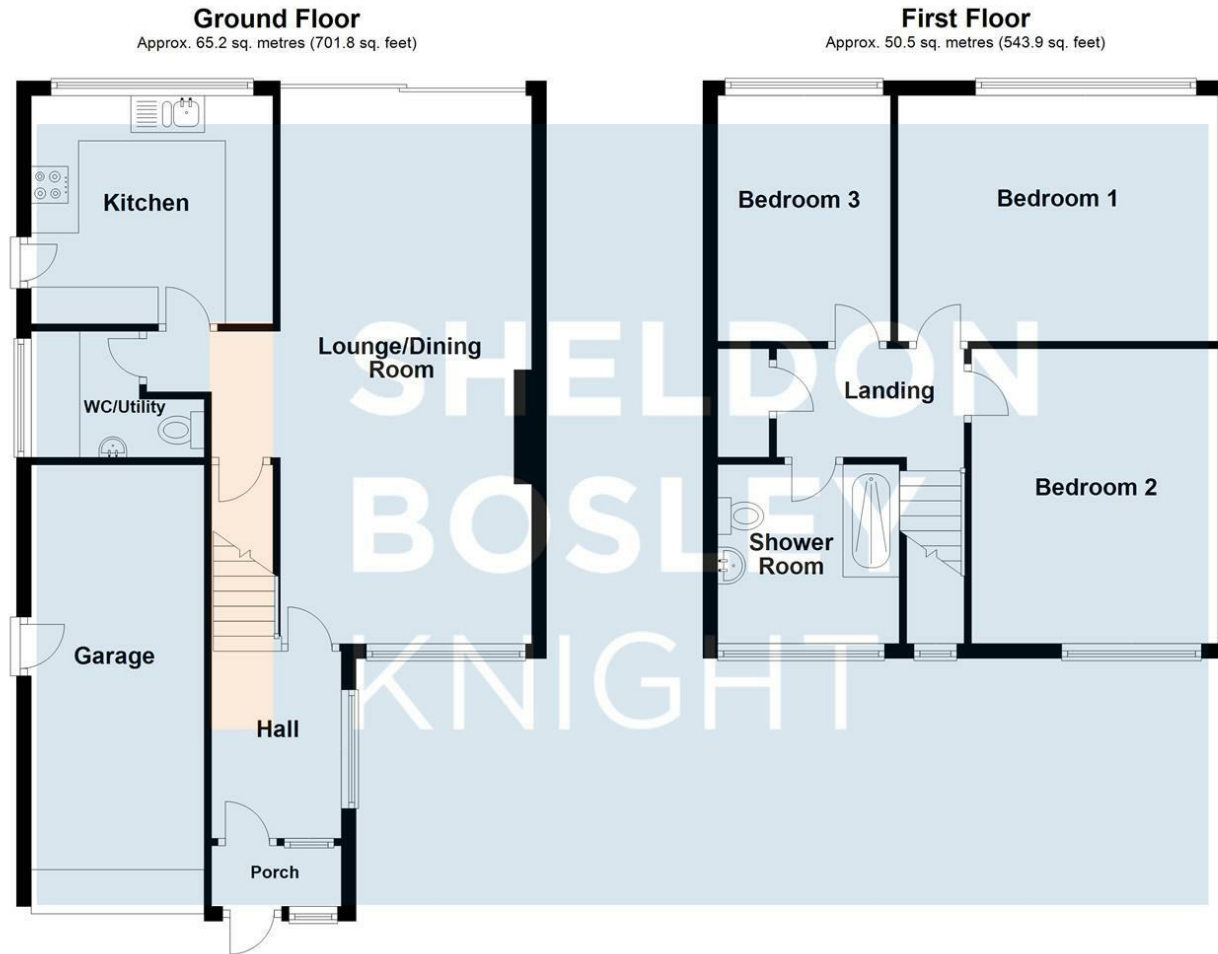 Ground Floor
Approx. 65.2 sq. metres (701.8 sq. feet)
Kitchen
Lounge/Dining
Room
WC/Utility
Garage
Hall
Porch
First Floor
Approx. 50.5 sq. metres (543.9 sq. feet)
Bedroom 3
Bedroom 1
Landing
Bedroom 2
Shower
Room
SHELDON
BOSLEY
KNIGHT